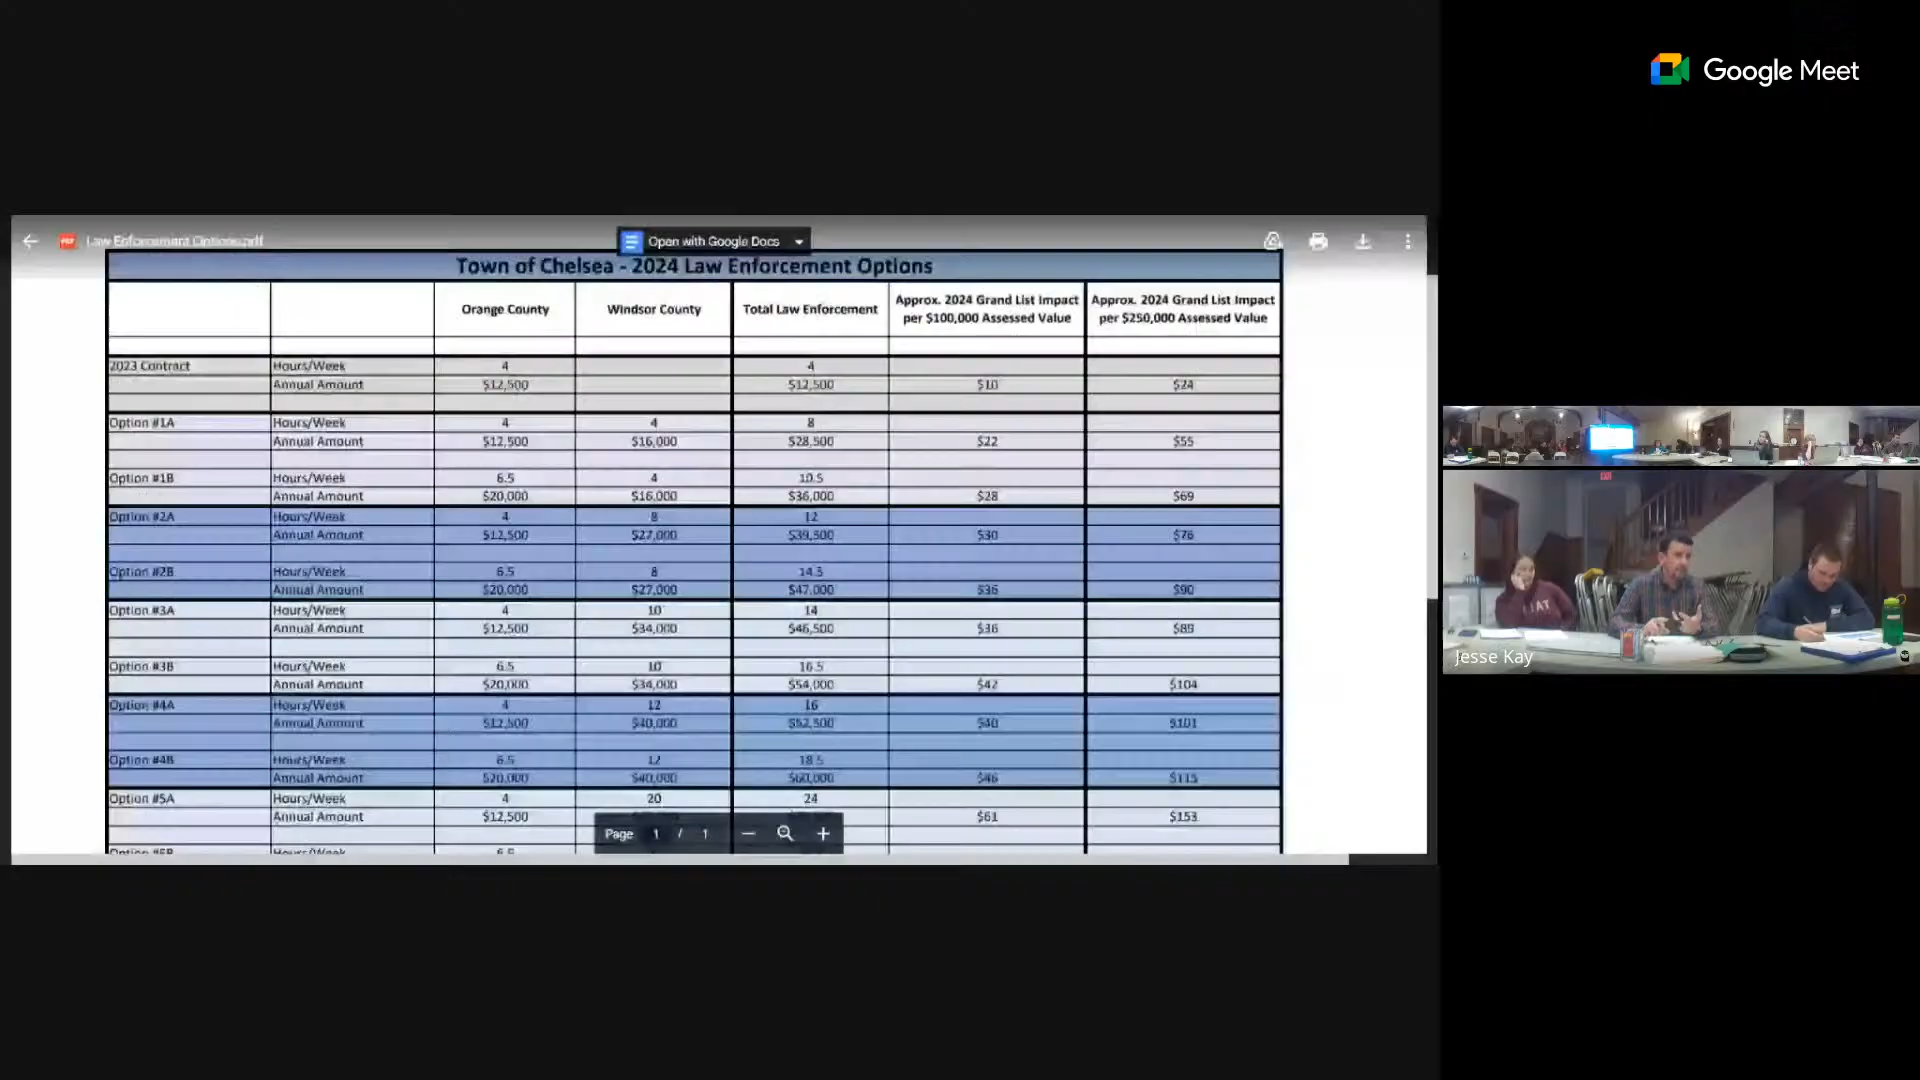 Google Meet
Law Enforcement Options.pdf
Open with Google Docs
Town of Chelsea - 2024 Law Enforcement Options
Orange County Windsor County Total Law Enforcement Approx. 2024 Grand List Impact per $100,000 Assessed Value Approx. 2024 Grand List Impact per $250,000 Assessed Value
2023 Contract Hours/Week 4 4
Annual Amount $12,500 $12,500 $10 $24
Option #1A Hours/Week 4 4 8
Annual Amount $12,500 $16,000 $28,500 $22 $55
Option #1B Hours/Week 6.5 4 10.5
Annual Amount $20,000 $16,000 $36,000 $28 $69
Option #2A Hours/Week 4 8 12
Annual Amount $12,500 $27,000 $39,500 $30 $76
Option #2B Hours/Week 6.5 8 14.5
Annual Amount $20,000 $27,000 $47,000 $36 $90
Option #3A Hours/Week 4 10 14
Annual Amount $12,500 $34,000 $46,500 $36 $89
Option #3B Hours/Week 6.5 10 16.5
Annual Amount $20,000 $34,000 $54,000 $42 $104
Option #4A Hours/Week 4 12 16
Annual Amount $12,500 $40,000 $52,500 $40 $101
Option #4B Hours/Week 6.5 12 18.5
Annual Amount $20,000 $40,000 $60,000 $46 $115
Option #5A Hours/Week 4 20 24
Annual Amount $12,500 $61 $153
Option #5B Hours/Week 6.5
Page 1 / 1
Jesse Kay